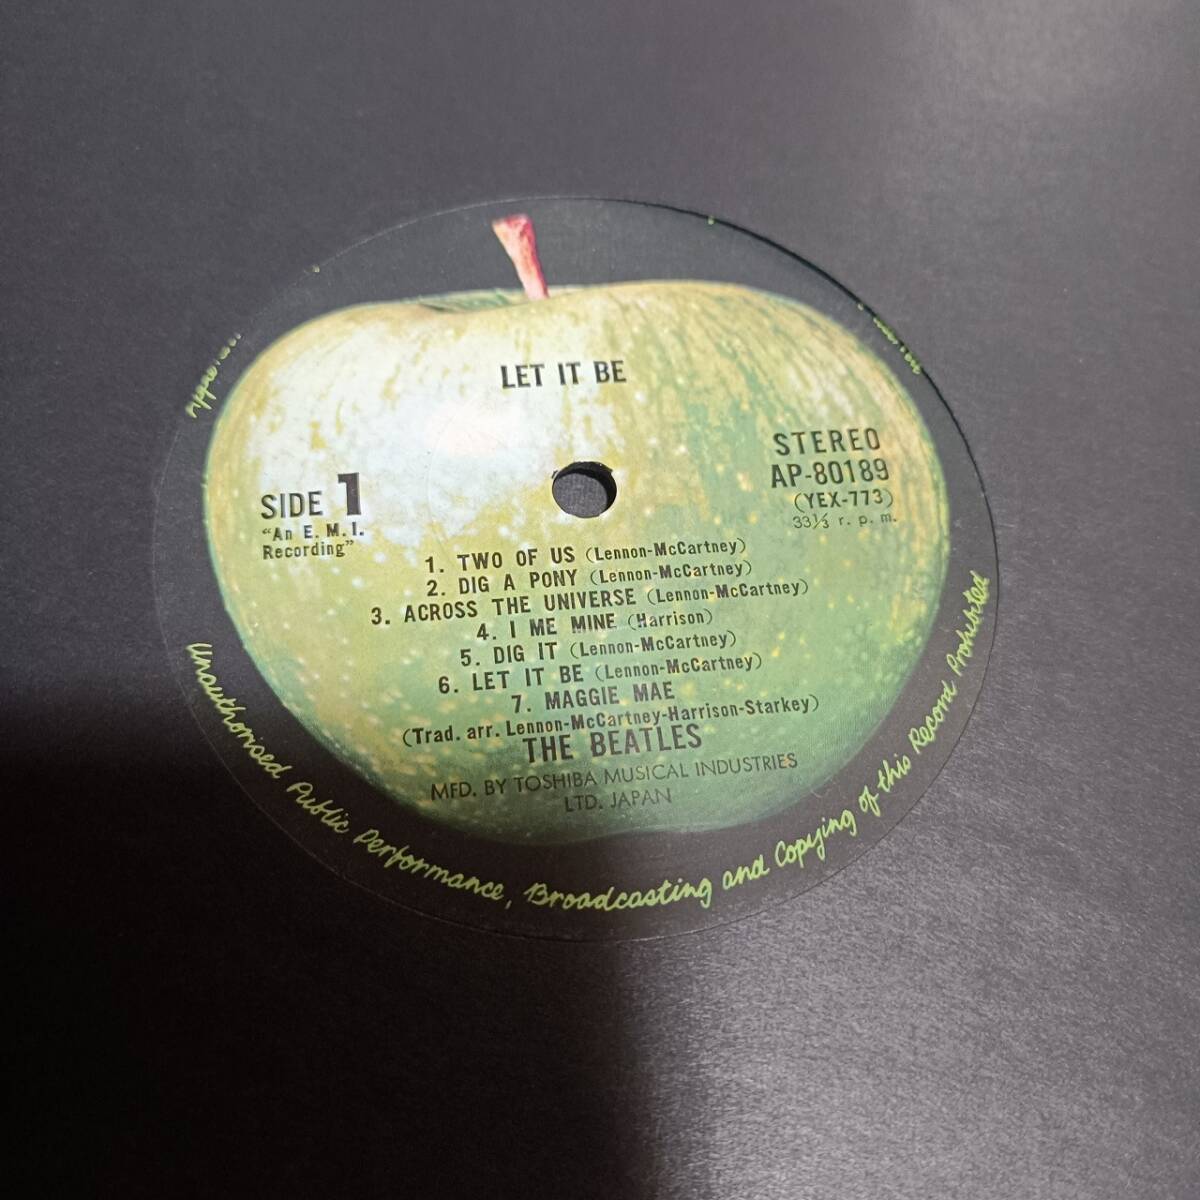 LET IT BE
STEREO
AP-80189
(YEX-773)
33⅓ r. p. m.
SIDE 1
"An E. M. I.
Recording"
1. TWO OF US (Lennon-McCartney)
2. DIG A PONY (Lennon-McCartney)
3. ACROSS THE UNIVERSE (Lennon-McCartney)
4. I ME MINE (Harrison)
5. DIG IT (Lennon-McCartney)
6. LET IT BE (Lennon-McCartney)
7. MAGGIE MAE
(Trad. arr. Lennon-McCartney-Harrison-Starkey)
THE BEATLES
MFD. BY TOSHIBA MUSICAL INDUSTRIES
LTD. JAPAN
Unauthorised Public Performance, Broadcasting and Copying of this Record Prohibited